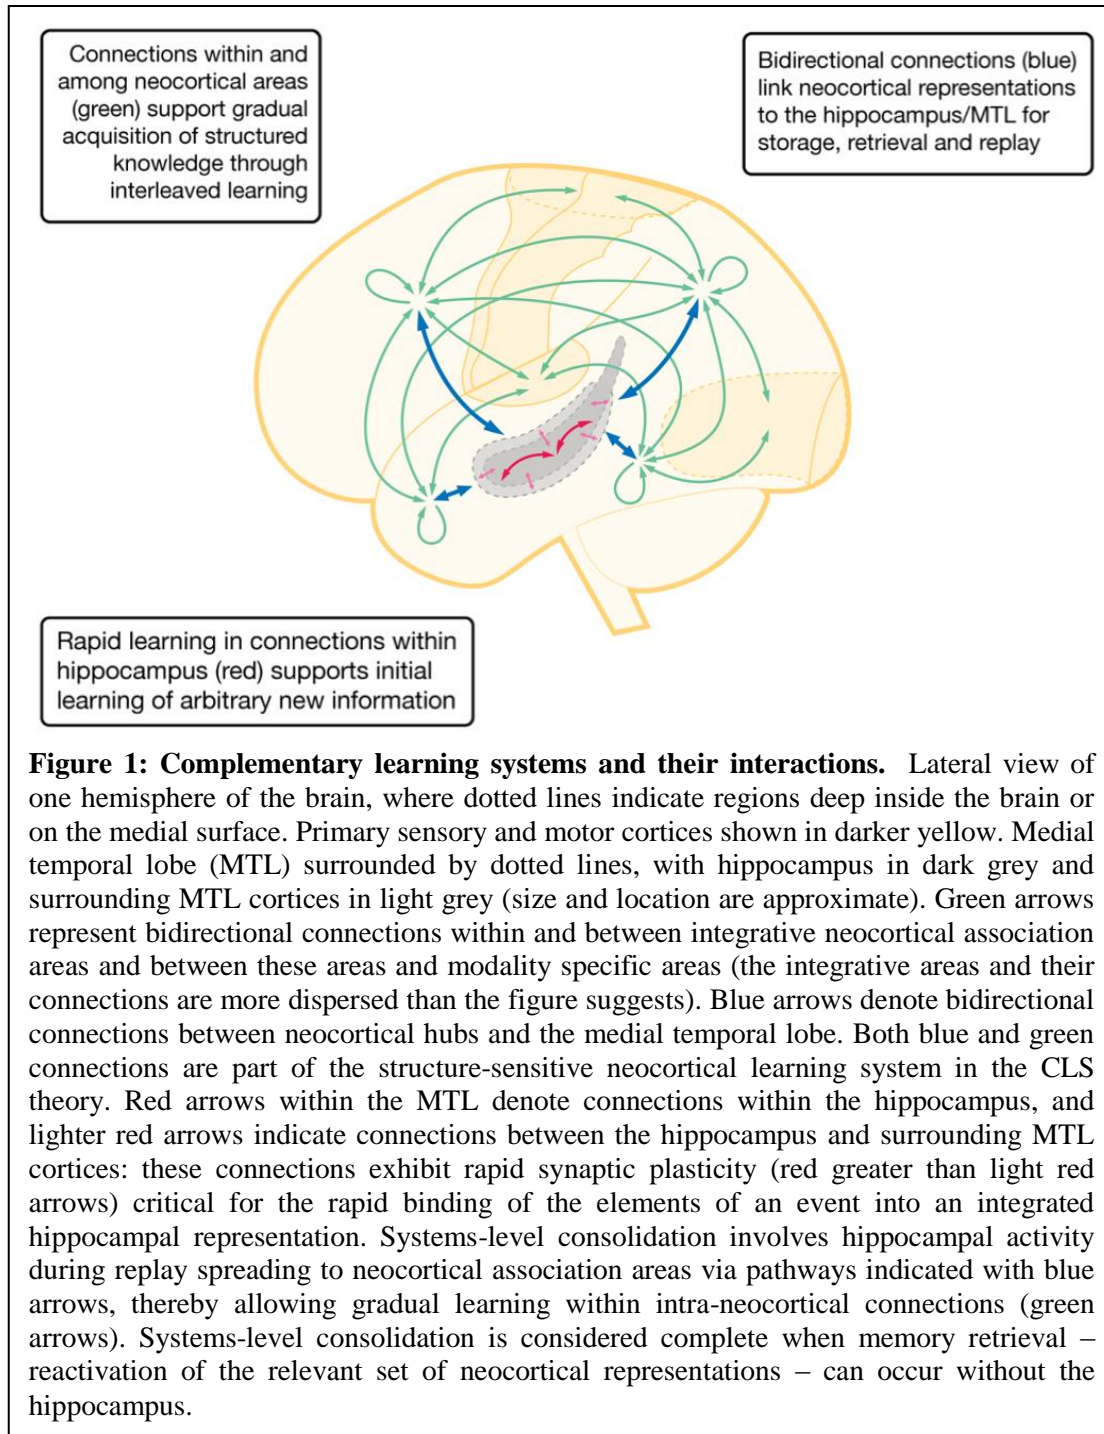 Connections within and
among neocortical areas
(green) support gradual
acquisition of structured
knowledge through
interleaved learning
Bidirectional connections (blue)
link neocortical representations
to the hippocampus/MTL for
storage, retrieval and replay
Rapid learning in connections within
hippocampus (red) supports initial
learning of arbitrary new information
Figure 1: Complementary learning systems and their interactions. Lateral view of
one hemisphere of the brain, where dotted lines indicate regions deep inside the brain or
on the medial surface. Primary sensory and motor cortices shown in darker yellow. Medial
temporal lobe (MTL) surrounded by dotted lines, with hippocampus in dark grey and
surrounding MTL cortices in light grey (size and location are approximate). Green arrows
represent bidirectional connections within and between integrative neocortical association
areas and between these areas and modality specific areas (the integrative areas and their
connections are more dispersed than the figure suggests). Blue arrows denote bidirectional
connections between neocortical hubs and the medial temporal lobe. Both blue and green
connections are part of the structure-sensitive neocortical learning system in the CLS
theory. Red arrows within the MTL denote connections within the hippocampus, and
lighter red arrows indicate connections between the hippocampus and surrounding MTL
cortices: these connections exhibit rapid synaptic plasticity (red greater than light red
arrows) critical for the rapid binding of the elements of an event into an integrated
hippocampal representation. Systems-level consolidation involves hippocampal activity
during replay spreading to neocortical association areas via pathways indicated with blue
arrows, thereby allowing gradual learning within intra-neocortical connections (green
arrows). Systems-level consolidation is considered complete when memory retrieval –
reactivation of the relevant set of neocortical representations – can occur without the
hippocampus.